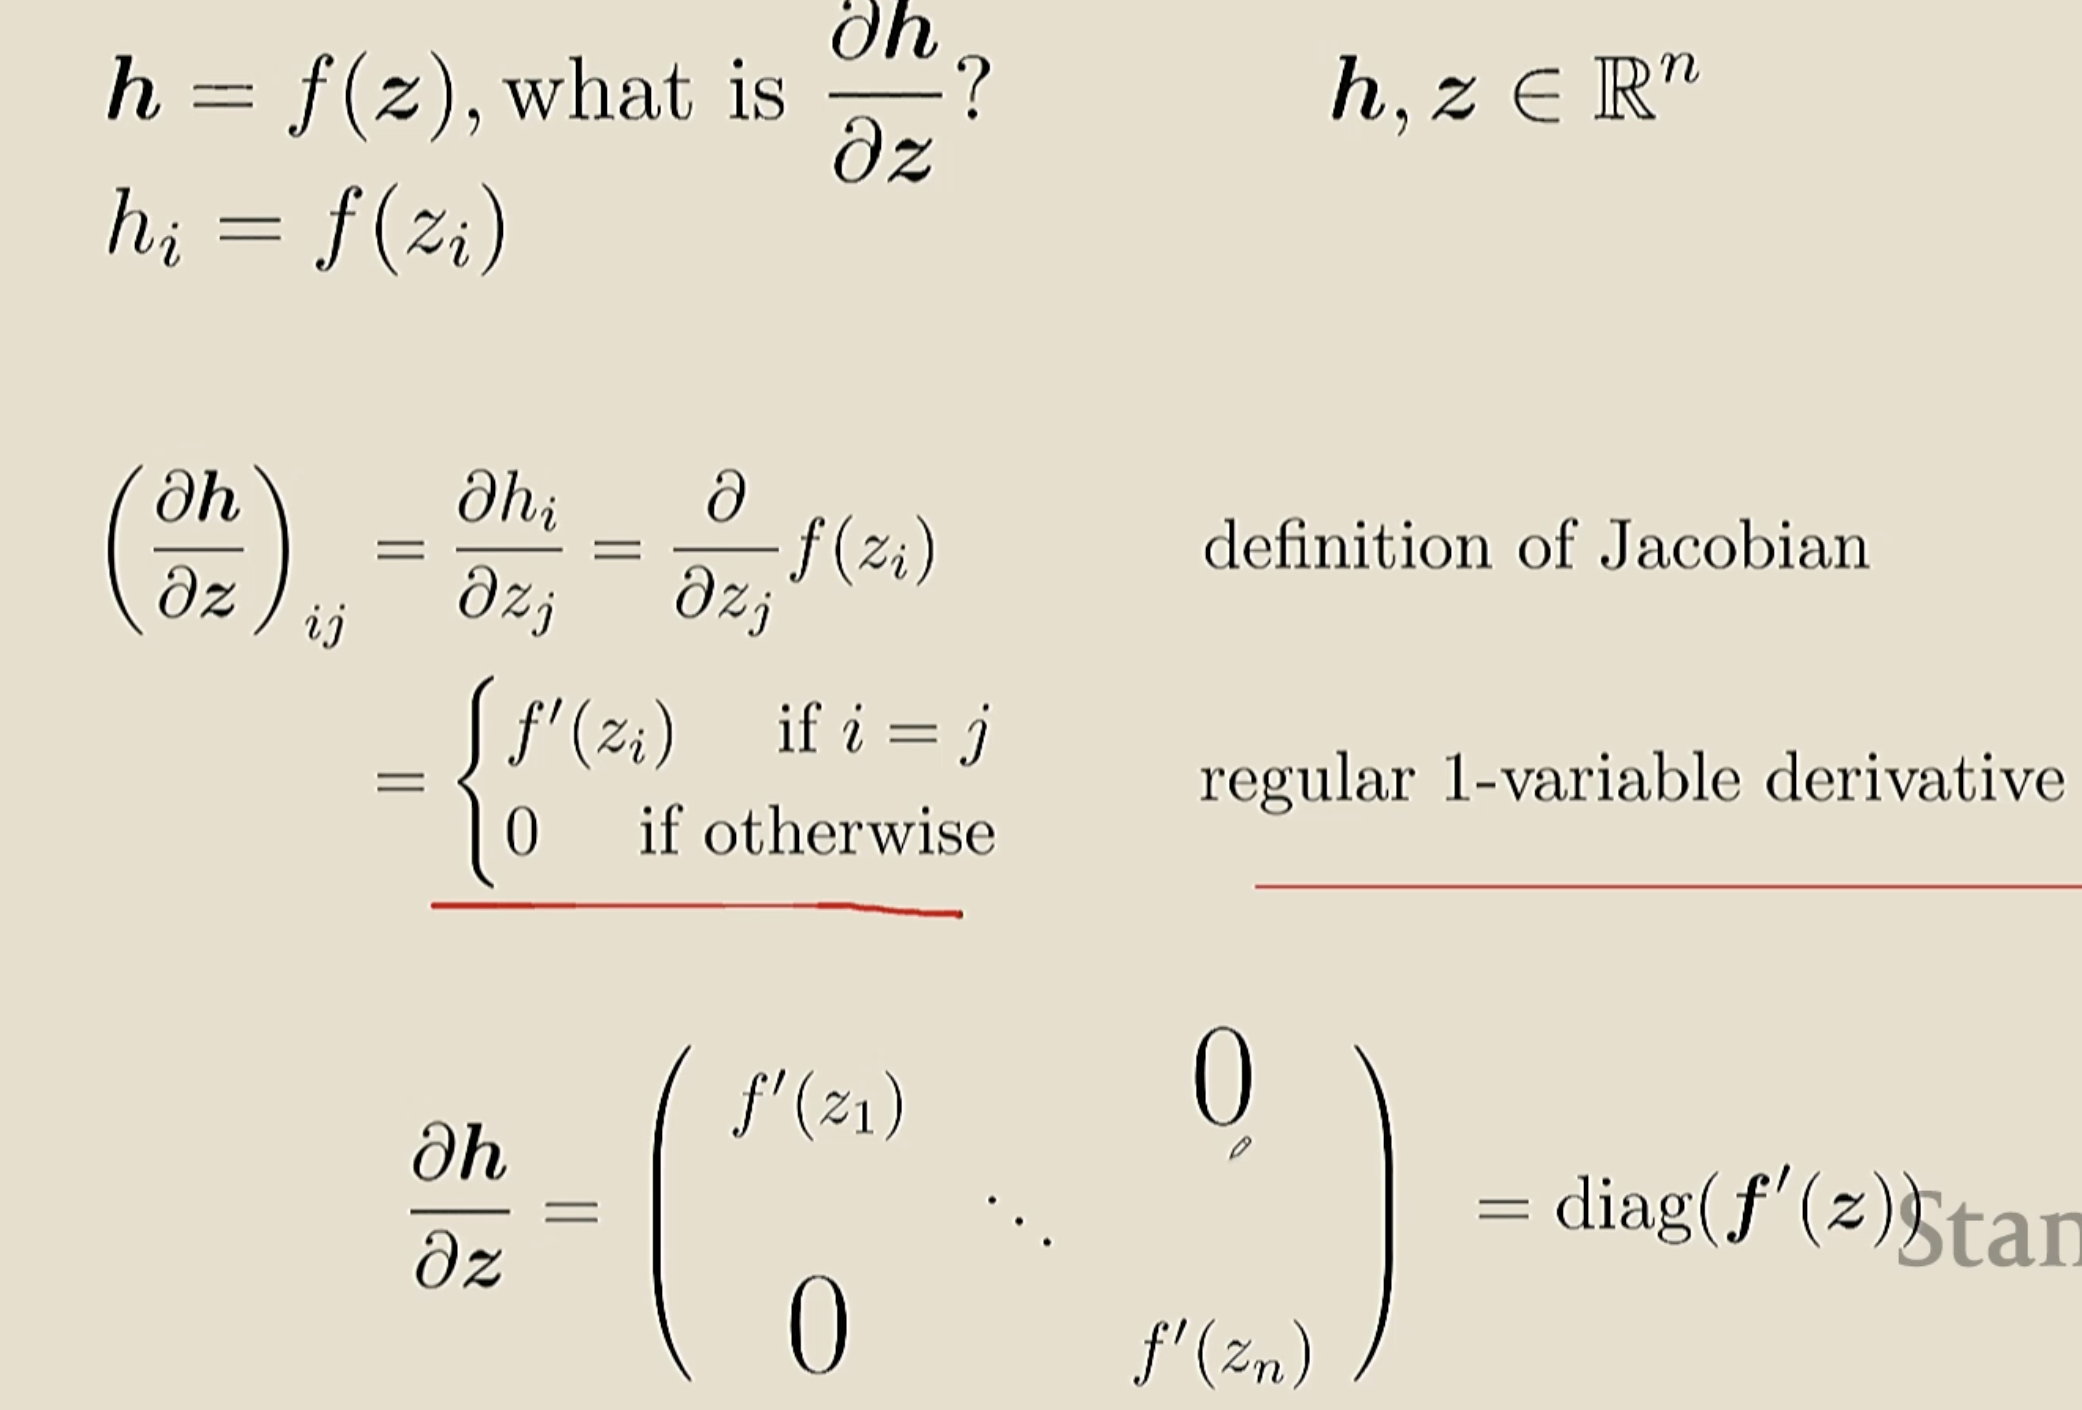 𝒉 = f(𝒛), what is ∂𝒉/∂𝒛? 𝒉, 𝒛 ∈ ℝⁿ
hᵢ = f(zᵢ)
(∂𝒉/∂𝒛)ᵢⱼ = ∂hᵢ/∂zⱼ = ∂/∂zⱼ f(zᵢ) definition of Jacobian
= { f′(zᵢ) if i = j
0 if otherwise regular 1-variable derivative
∂𝒉/∂𝒛 = ( f′(z₁) 0 ⋱ 0 f′(zₙ) ) = diag(𝒇′(𝒛))